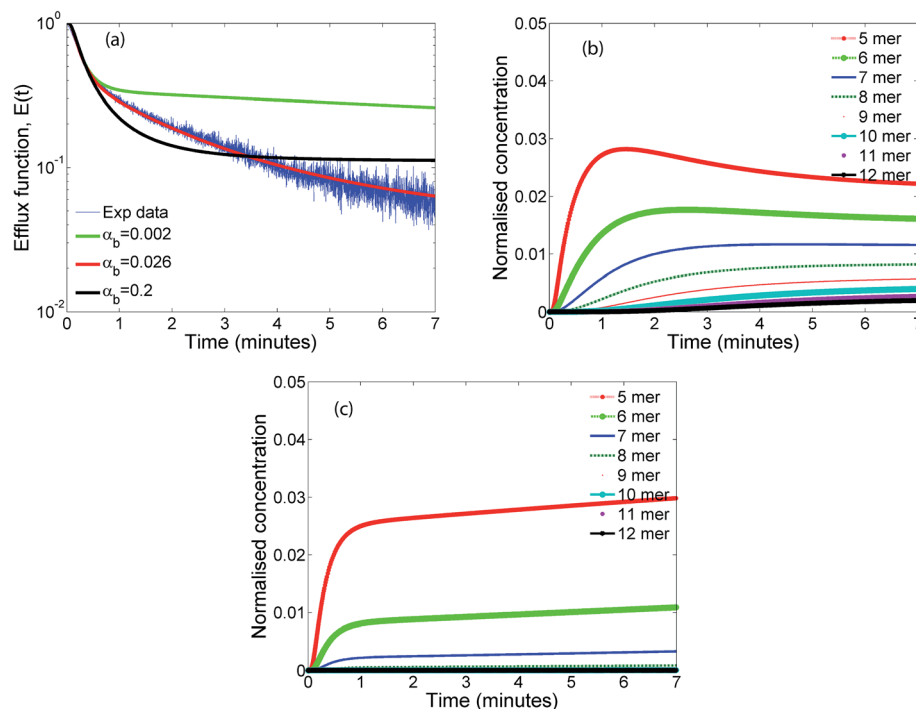 (a)
Efflux function, E(t)
10^0
10^-1
10^-2
Exp data
α_b=0.002
α_b=0.026
α_b=0.2
0 1 2 3 4 5 6 7
Time (minutes)
(b)
Normalised concentration
0.05
0.04
0.03
0.02
0.01
0
5 mer
6 mer
7 mer
8 mer
9 mer
10 mer
11 mer
12 mer
0 1 2 3 4 5 6 7
Time (minutes)
(c)
Normalised concentration
0.05
0.04
0.03
0.02
0.01
0
5 mer
6 mer
7 mer
8 mer
9 mer
10 mer
11 mer
12 mer
0 1 2 3 4 5 6 7
Time (minutes)